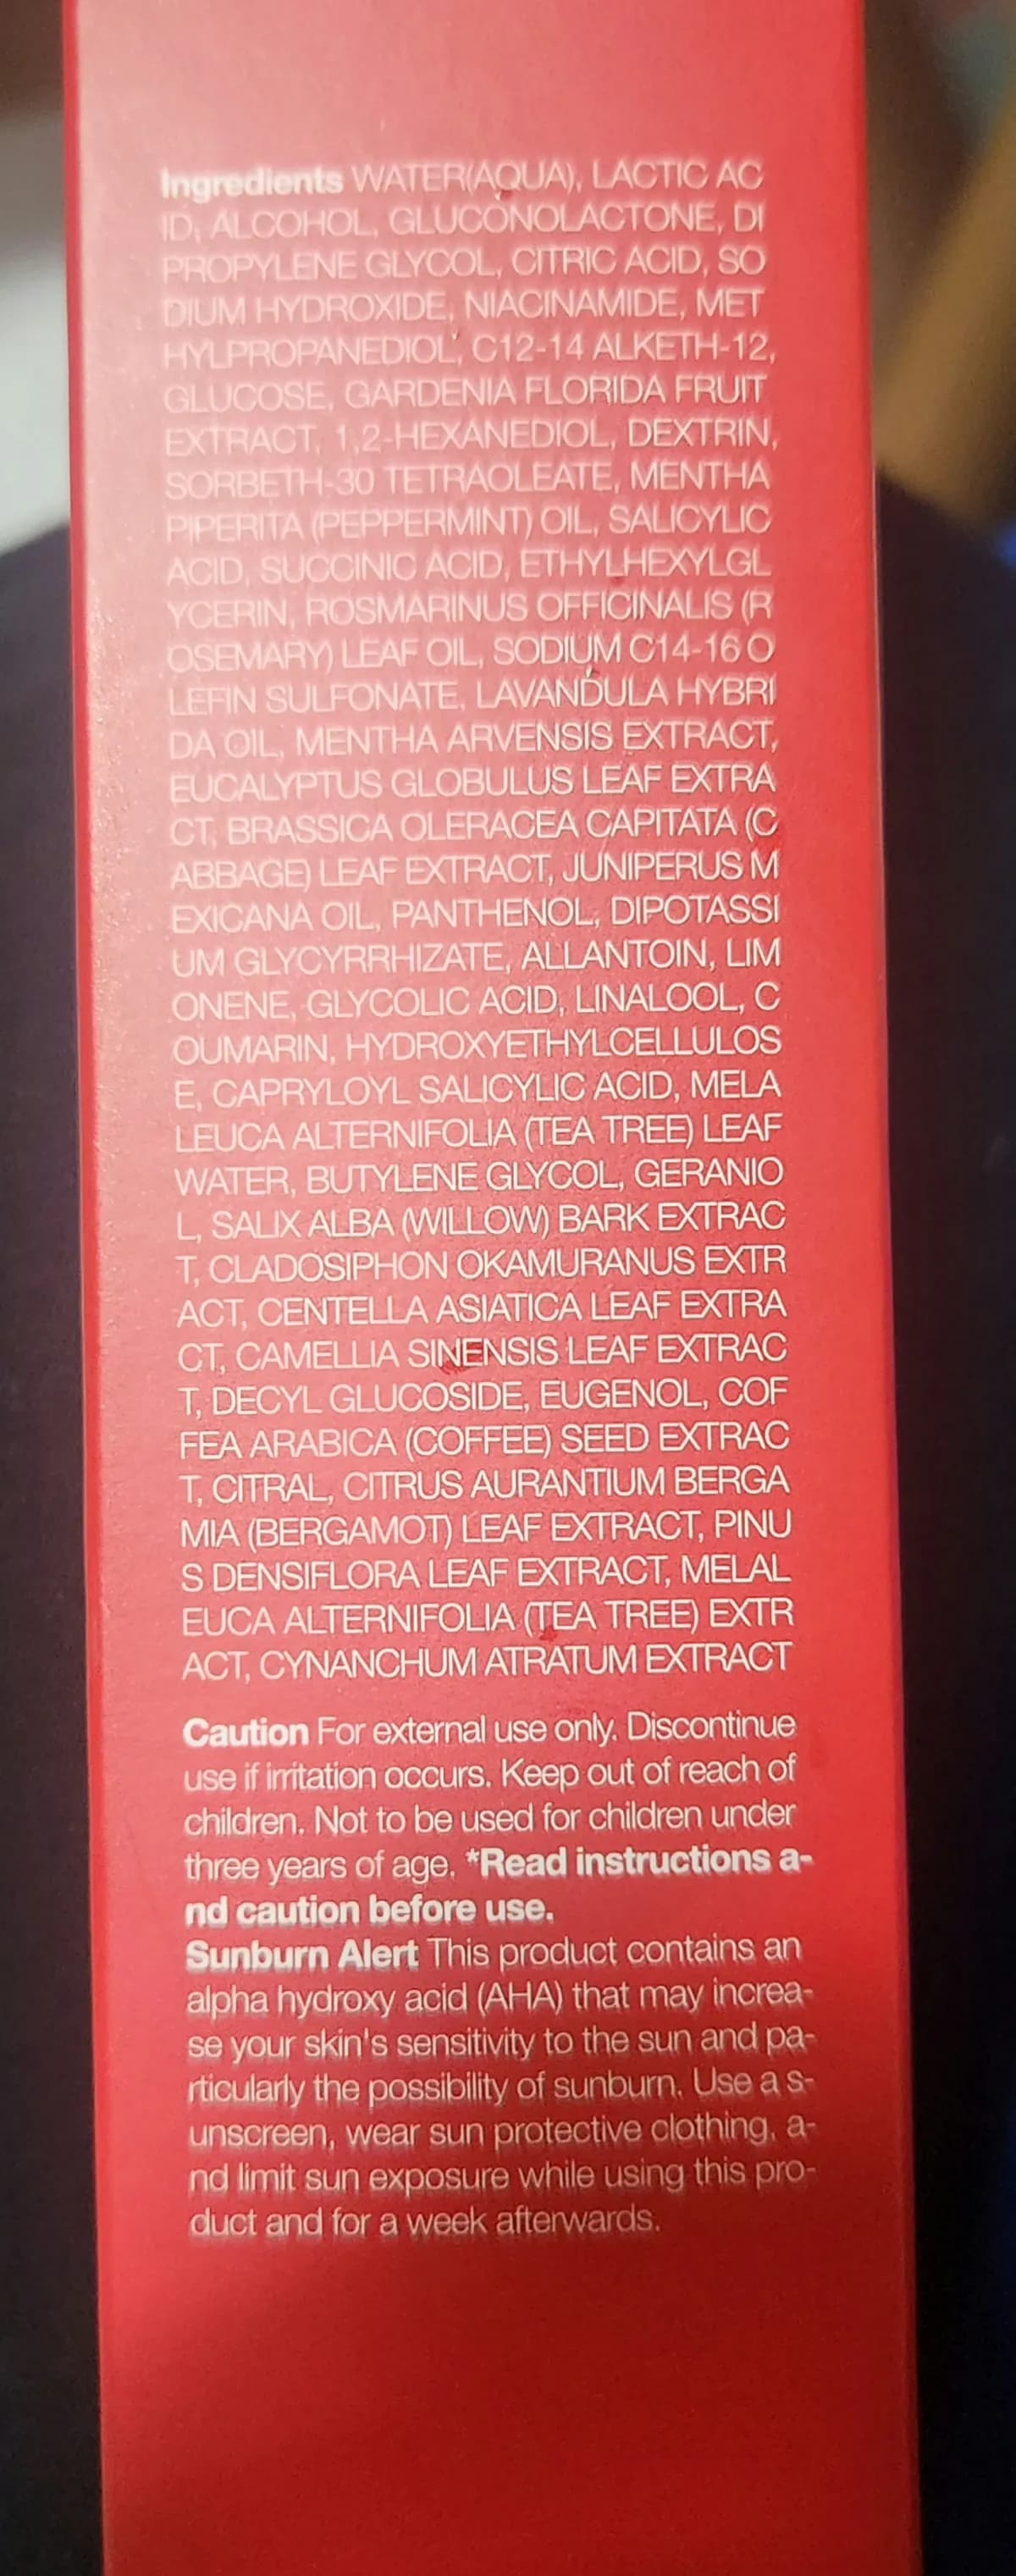 Ingredients WATER(AQUA), LACTIC AC
ID, ALCOHOL, GLUCONOLACTONE, DI
PROPYLENE GLYCOL, CITRIC ACID, SO
DIUM HYDROXIDE, NIACINAMIDE, MET
HYLPROPANEDIOL, C12-14 ALKETH-12,
GLUCOSE, GARDENIA FLORIDA FRUIT
EXTRACT, 1,2-HEXANEDIOL, DEXTRIN,
SORBETH-30 TETRAOLEATE, MENTHA
PIPERITA (PEPPERMINT) OIL, SALICYLIC
ACID, SUCCINIC ACID, ETHYLHEXYLGL
YCERIN, ROSMARINUS OFFICINALIS (R
OSEMARY) LEAF OIL, SODIUM C14-16 O
LEFIN SULFONATE, LAVANDULA HYBRI
DA OIL, MENTHA ARVENSIS EXTRACT,
EUCALYPTUS GLOBULUS LEAF EXTRA
CT, BRASSICA OLERACEA CAPITATA (C
ABBAGE) LEAF EXTRACT, JUNIPERUS M
EXICANA OIL, PANTHENOL, DIPOTASSI
UM GLYCYRRHIZATE, ALLANTOIN, LIM
ONENE, GLYCOLIC ACID, LINALOOL, C
OUMARIN, HYDROXYETHYLCELLULOS
E, CAPRYLOYL SALICYLIC ACID, MELA
LEUCA ALTERNIFOLIA (TEA TREE) LEAF
WATER, BUTYLENE GLYCOL, GERANIO
L, SALIX ALBA (WILLOW) BARK EXTRAC
T, CLADOSIPHON OKAMURANUS EXTR
ACT, CENTELLA ASIATICA LEAF EXTRA
CT, CAMELLIA SINENSIS LEAF EXTRAC
T, DECYL GLUCOSIDE, EUGENOL, COF
FEA ARABICA (COFFEE) SEED EXTRAC
T, CITRAL, CITRUS AURANTIUM BERGA
MIA (BERGAMOT) LEAF EXTRACT, PINU
S DENSIFLORA LEAF EXTRACT, MELAL
EUCA ALTERNIFOLIA (TEA TREE) EXTR
ACT, CYNANCHUM ATRATUM EXTRACT
Caution For external use only. Discontinue
use if irritation occurs. Keep out of reach of
children. Not to be used for children under
three years of age. *Read instructions a-
nd caution before use.
Sunburn Alert This product contains an
alpha hydroxy acid (AHA) that may increa-
se your skin's sensitivity to the sun and pa-
rticularly the possibility of sunburn. Use a s-
unscreen, wear sun protective clothing, a-
nd limit sun exposure while using this pro-
duct and for a week afterwards.